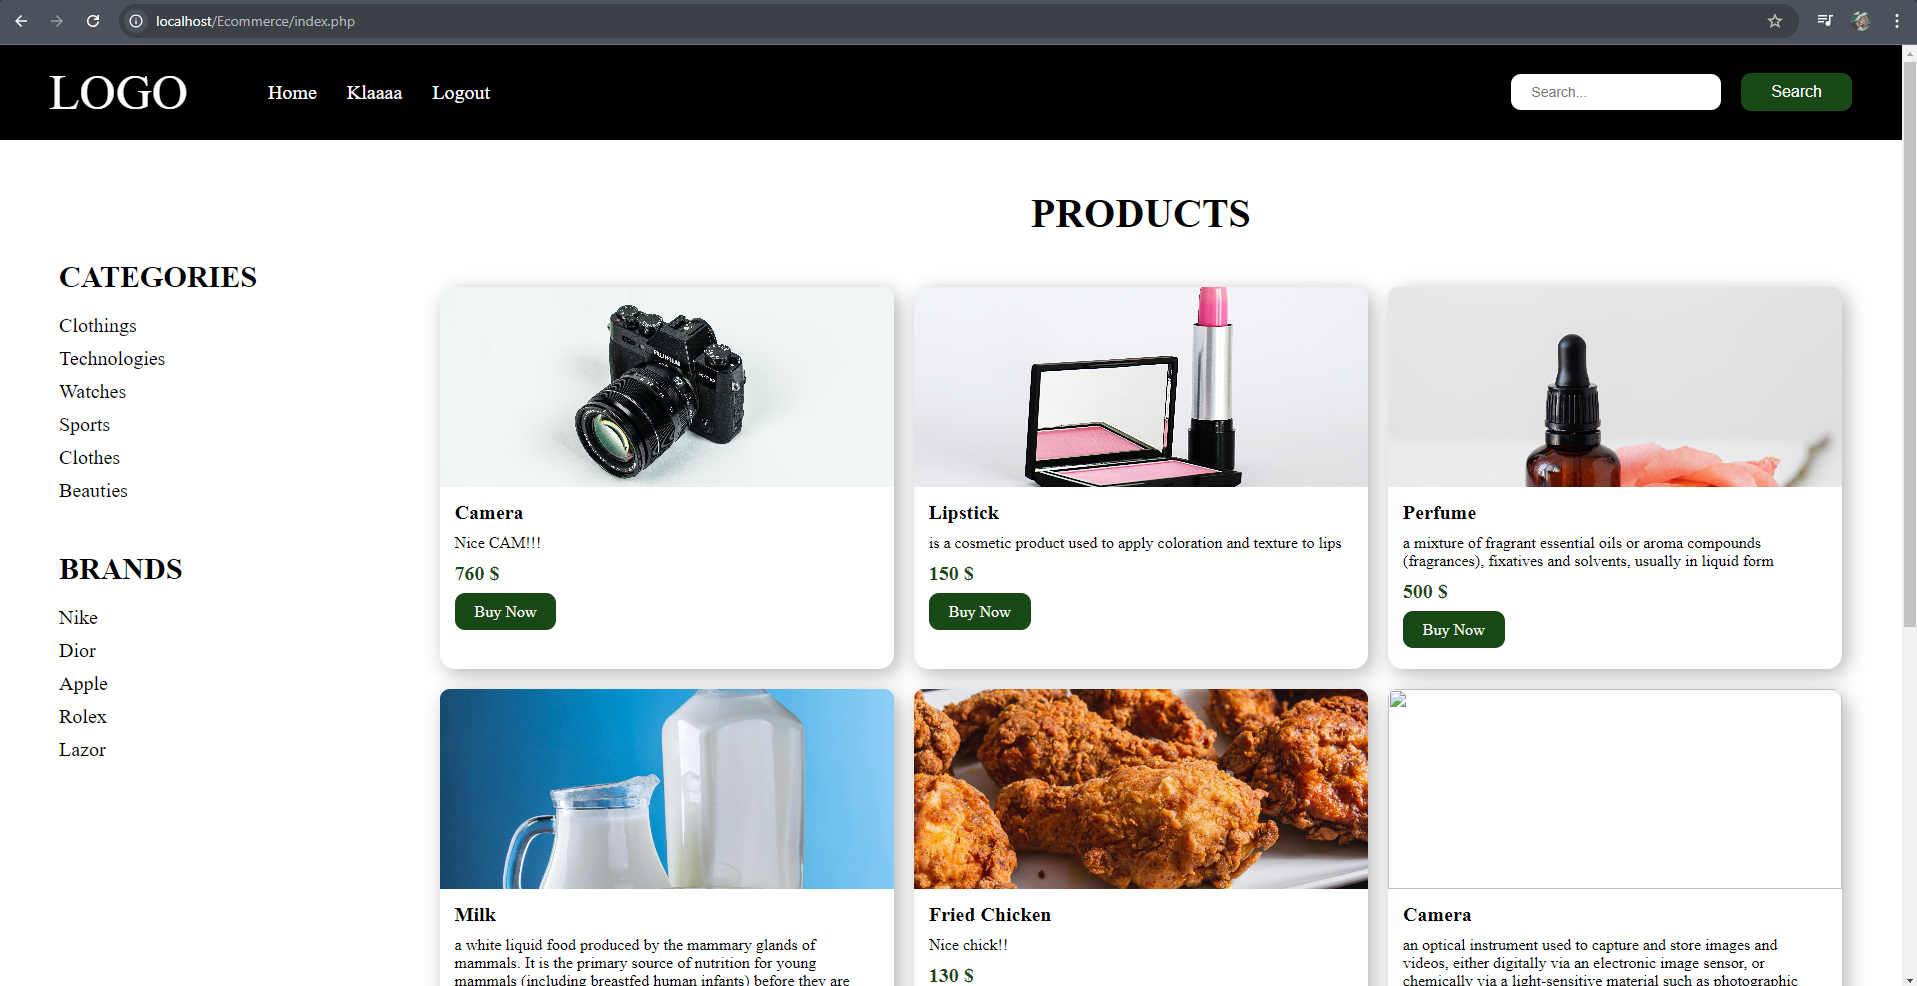 localhost/Ecommerce/index.php
LOGO
Home
Klaaaa
Logout
Search...
Search
PRODUCTS
CATEGORIES
Clothings
Technologies
Watches
Sports
Clothes
Beauties
BRANDS
Nike
Dior
Apple
Rolex
Lazor
FUJIFILM
Camera
Nice CAM!!!
760 $
Buy Now
Lipstick
is a cosmetic product used to apply coloration and texture to lips
150 $
Buy Now
Perfume
a mixture of fragrant essential oils or aroma compounds
(fragrances), fixatives and solvents, usually in liquid form
500 $
Buy Now
Milk
a white liquid food produced by the mammary glands of
mammals. It is the primary source of nutrition for young
mammals (including breastfed human infants) before they are
Fried Chicken
Nice chick!!
130 $
Camera
an optical instrument used to capture and store images and
videos, either digitally via an electronic image sensor, or
chemically via a light-sensitive material such as photographic